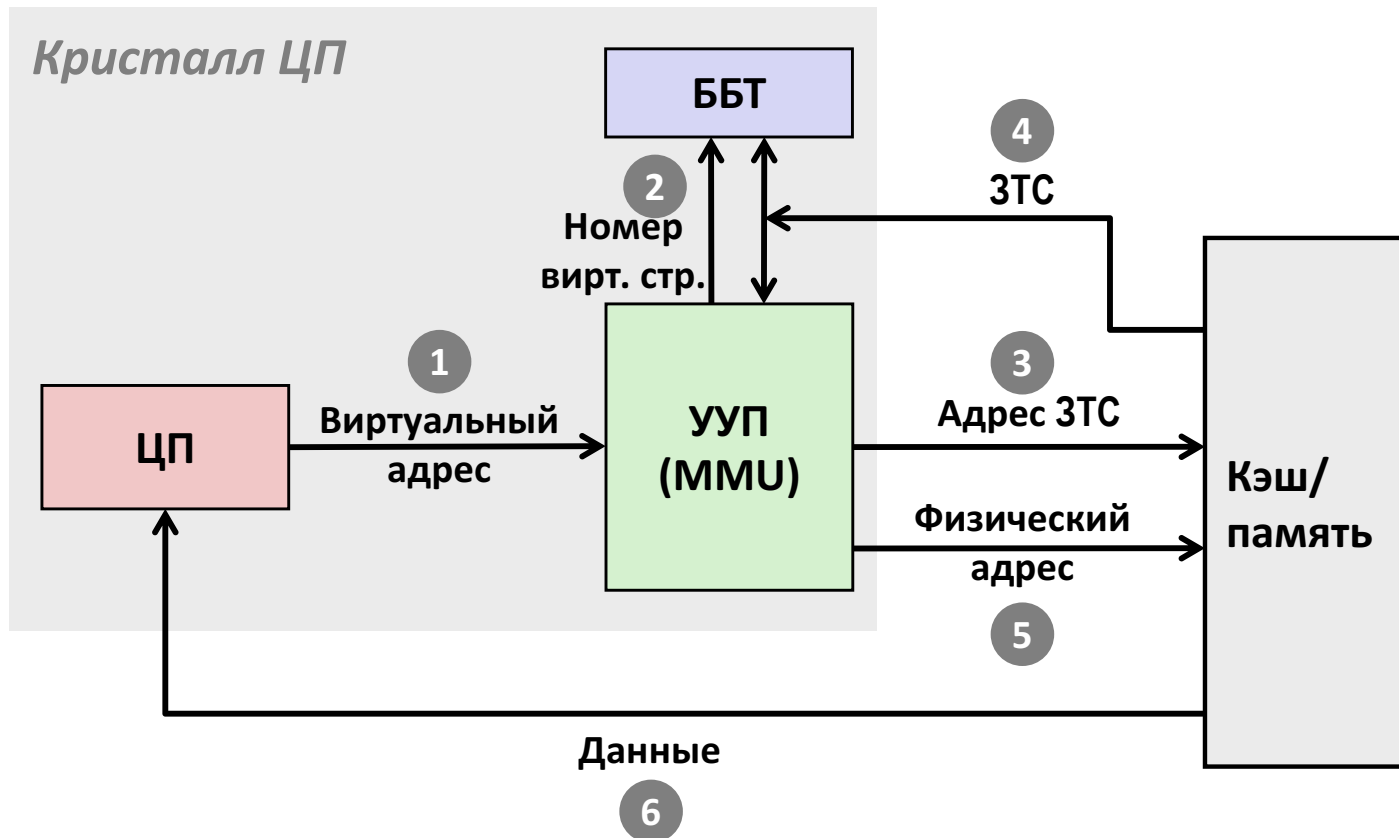 Кристалл ЦП
ББТ
4
ЗТС
2
Номер
вирт. стр.
1
Виртуальный
адрес
ЦП
УУП
(MMU)
3
Адрес ЗТС
Физический
адрес
5
Кэш/
память
Данные
6